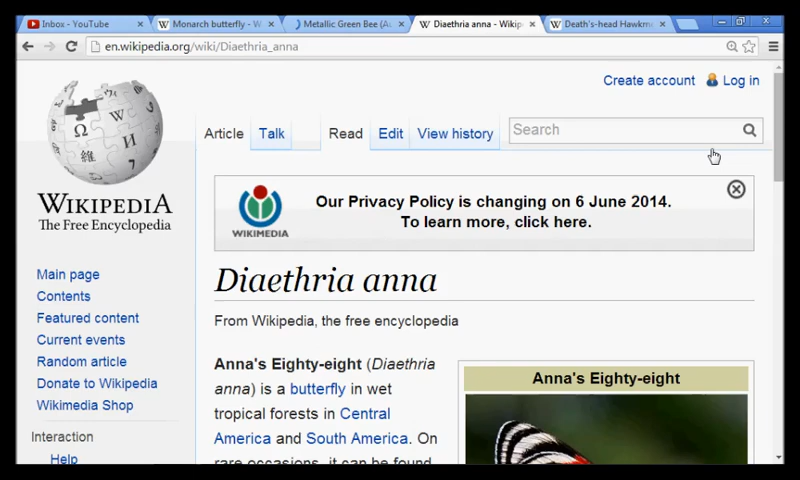 Inbox - YouTube
Monarch butterfly - W
Metallic Green Bee (Au
Diaethria anna - Wikip
Death's-head Hawkm
en.wikipedia.org/wiki/Diaethria_anna
Create account Log in
Article Talk Read Edit View history Search
WIKIPEDIA
The Free Encyclopedia
WIKIMEDIA
Our Privacy Policy is changing on 6 June 2014.
To learn more, click here.
Diaethria anna
From Wikipedia, the free encyclopedia
Main page
Contents
Featured content
Current events
Random article
Donate to Wikipedia
Wikimedia Shop
Interaction
Help
Anna's Eighty-eight (Diaethria
anna) is a butterfly in wet
tropical forests in Central
America and South America. On
rare occasions, it can be found
Anna's Eighty-eight